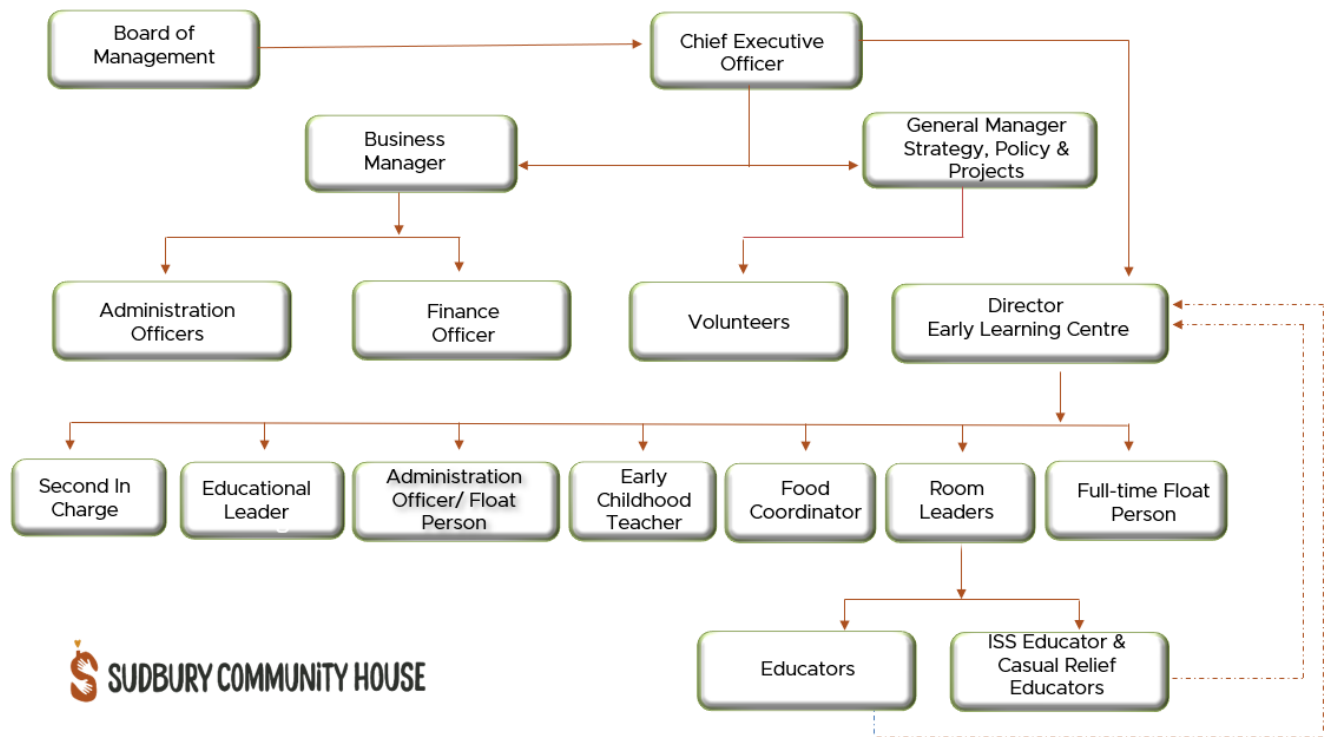 Board of
Management
Chief Executive
Officer
Business
Manager
General Manager
Strategy, Policy &
Projects
Administration
Officers
Finance
Officer
Volunteers
Director
Early Learning Centre
Second In
Charge
Educational
Leader
Administration
Officer/ Float
Person
Early
Childhood
Teacher
Food
Coordinator
Room
Leaders
Full-time Float
Person
Educators
ISS Educator &
Casual Relief
Educators
SUDBURY COMMUNITY HOUSE